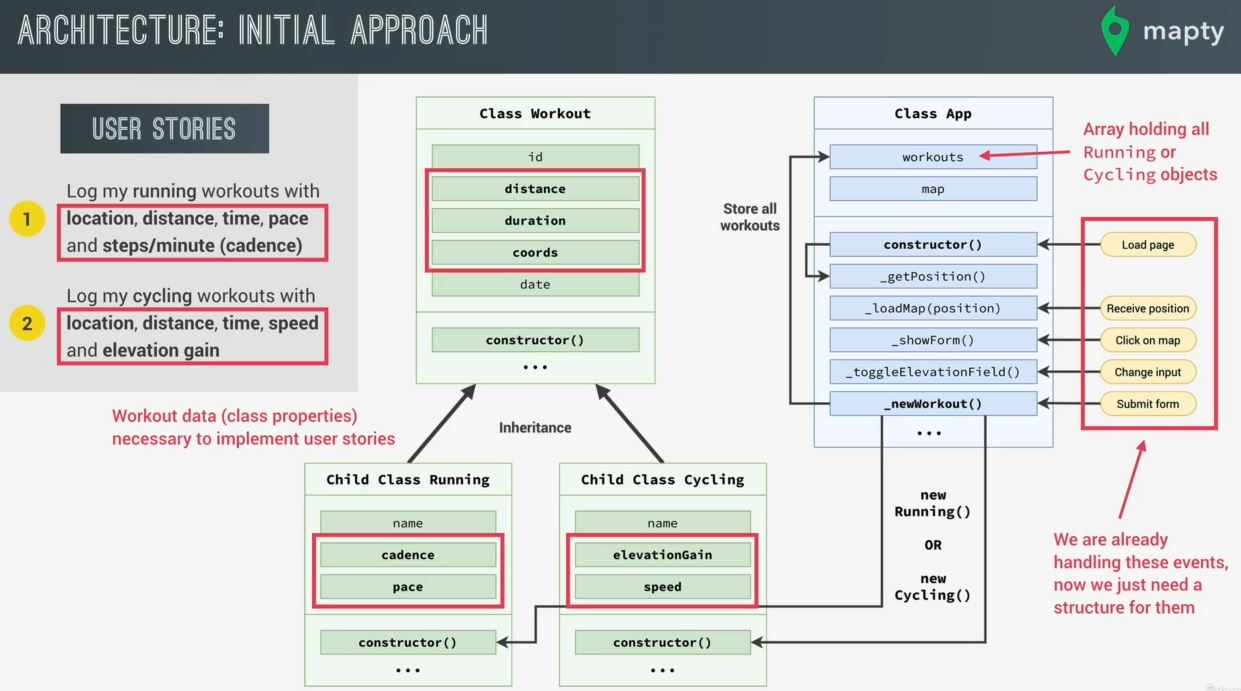 ARCHITECTURE: INITIAL APPROACH
mapty
USER STORIES
1
Log my running workouts with
location, distance, time, pace
and steps/minute (cadence)
2
Log my cycling workouts with
location, distance, time, speed
and elevation gain
Workout data (class properties)
necessary to implement user stories
Class Workout
id
distance
duration
coords
date
constructor()
...
Inheritance
Child Class Running
name
cadence
pace
constructor()
...
Child Class Cycling
name
elevationGain
speed
constructor()
...
Class App
workouts
map
constructor()
_getPosition()
_loadMap(position)
_showForm()
_toggleElevationField()
_newWorkout()
...
Store all
workouts
Array holding all
Running or
Cycling objects
Load page
Receive position
Click on map
Change input
Submit form
new
Running()
OR
new
Cycling()
We are already
handling these events,
now we just need a
structure for them